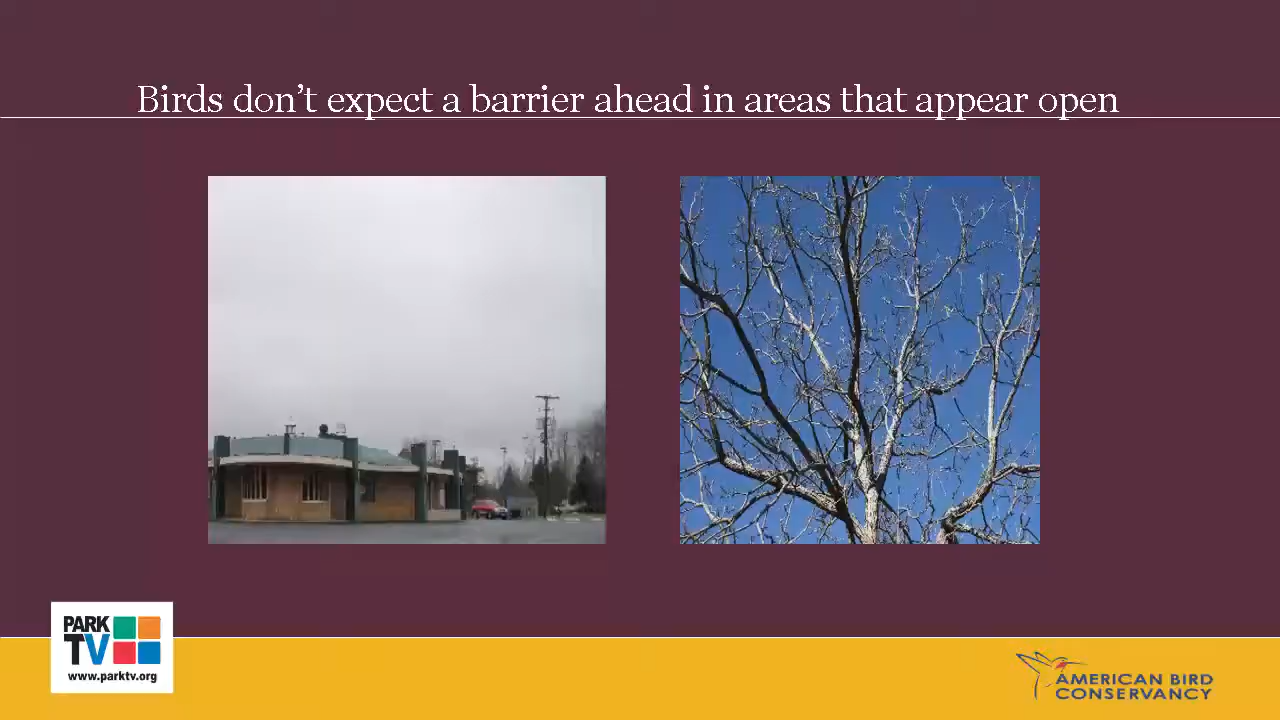 Birds don't expect a barrier ahead in areas that appear open
PARK
TV
www.parktv.org
AMERICAN BIRD
CONSERVANCY